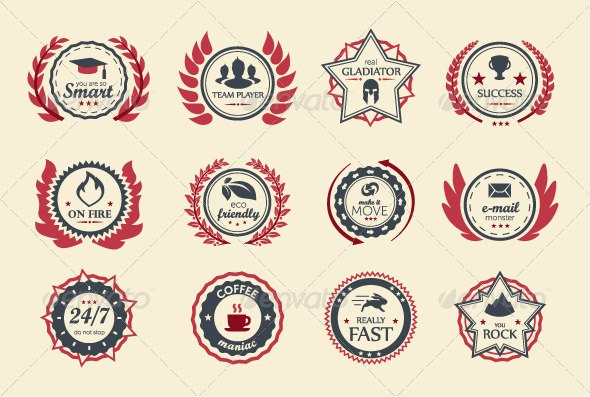 you are so
Smart
TEAM PLAYER
real
GLADIATOR
SUCCESS
ON FIRE
eco
friendly
make it
MOVE
e-mail
monster
24/7
do not stop
COFFEE
maniac
REALLY
FAST
YOU
ROCK